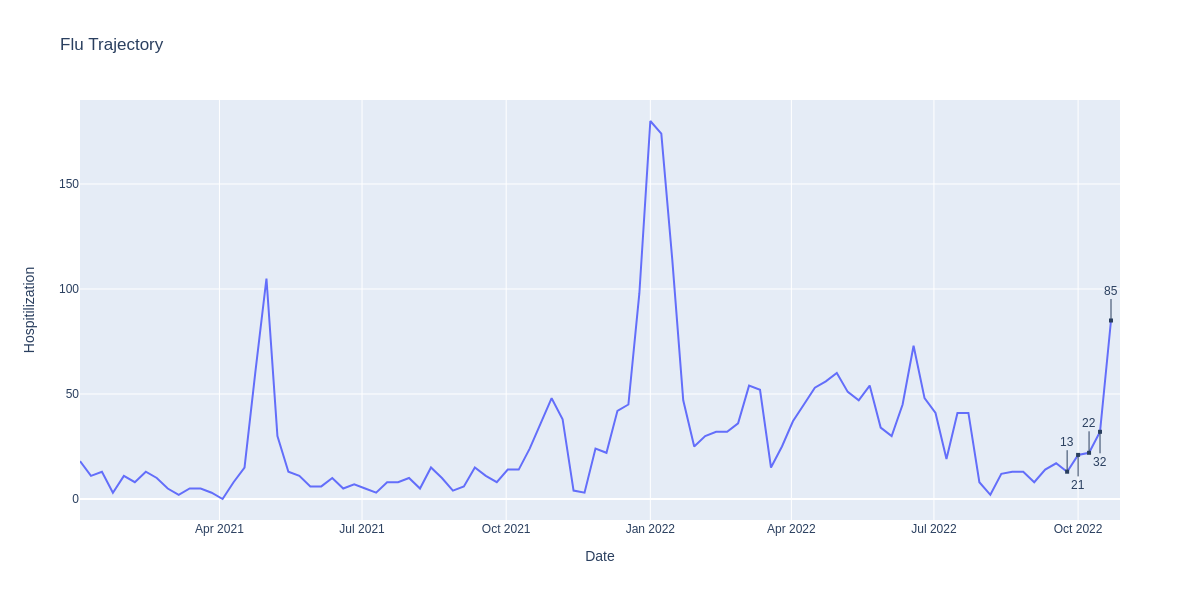 Flu Trajectory
Hospitilization
150
100
50
0
85
22
13
32
21
Apr 2021
Jul 2021
Oct 2021
Jan 2022
Apr 2022
Jul 2022
Oct 2022
Date